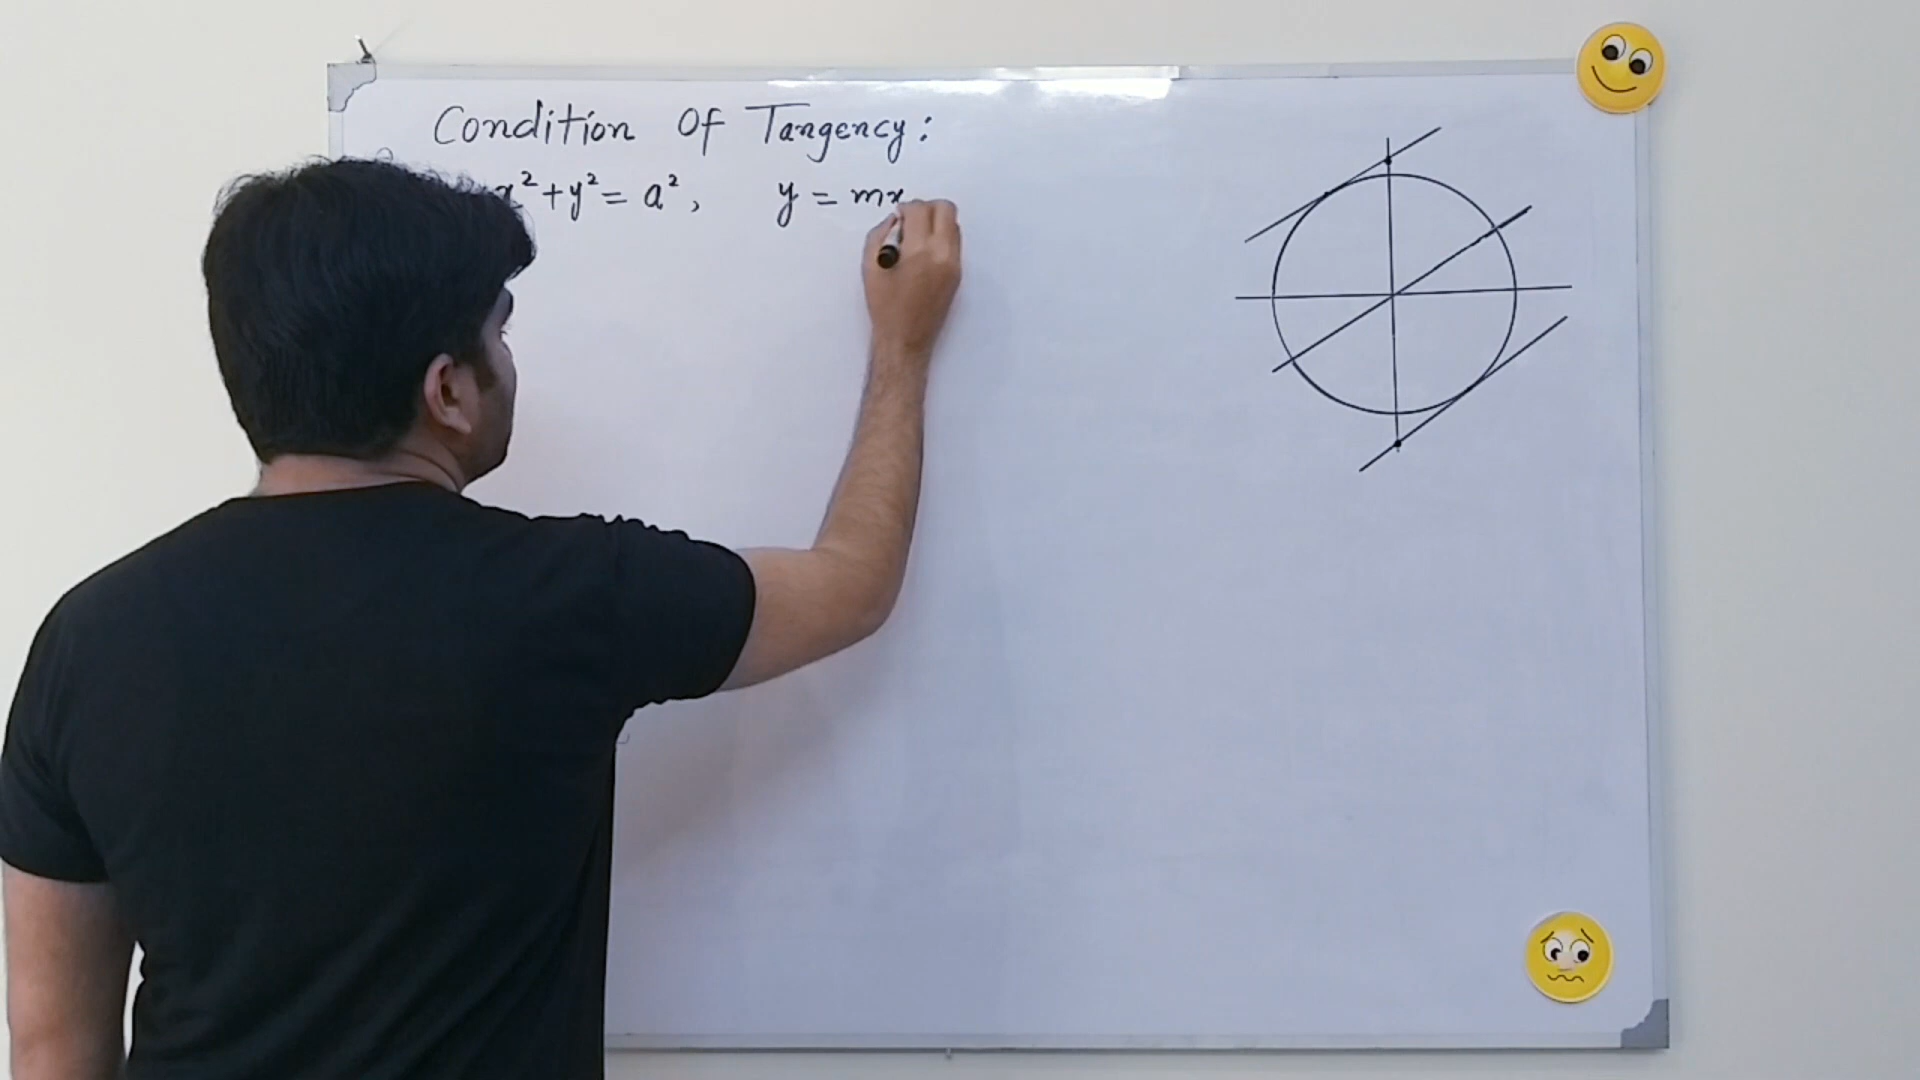 Condition Of Tangency:
x²+y²= a², y = mx